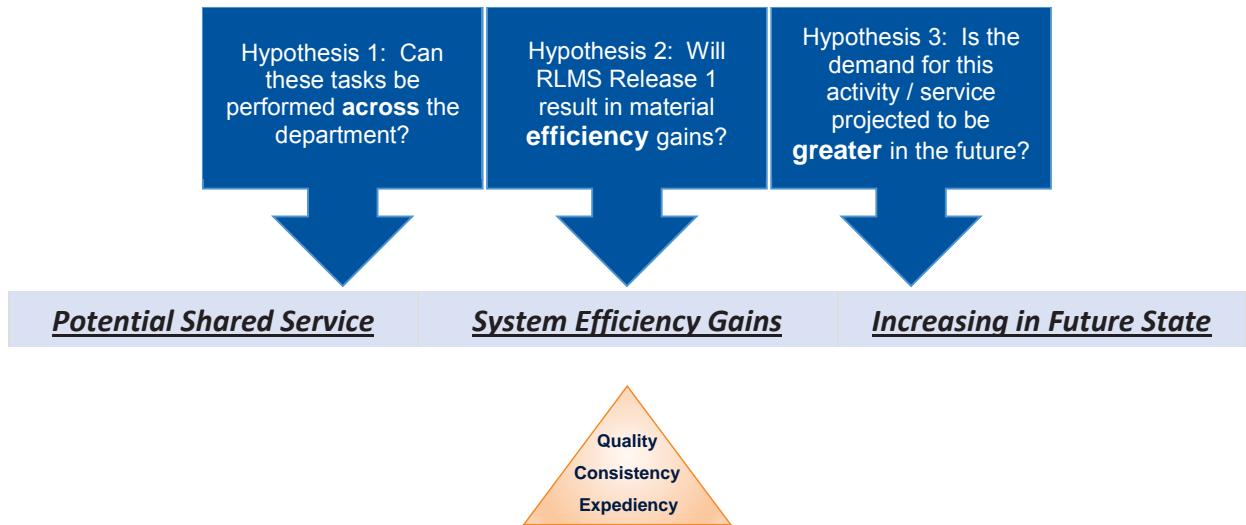 Hypothesis 1:  Can
these tasks be
performed across the
department?
Hypothesis 2:  Will
RLMS Release 1
result in material
efficiency gains?
Hypothesis 3:  Is the
demand for this
activity / service
projected to be
greater in the future?
Potential Shared Service
System Efficiency Gains
Increasing in Future State
Quality
Consistency
Expediency